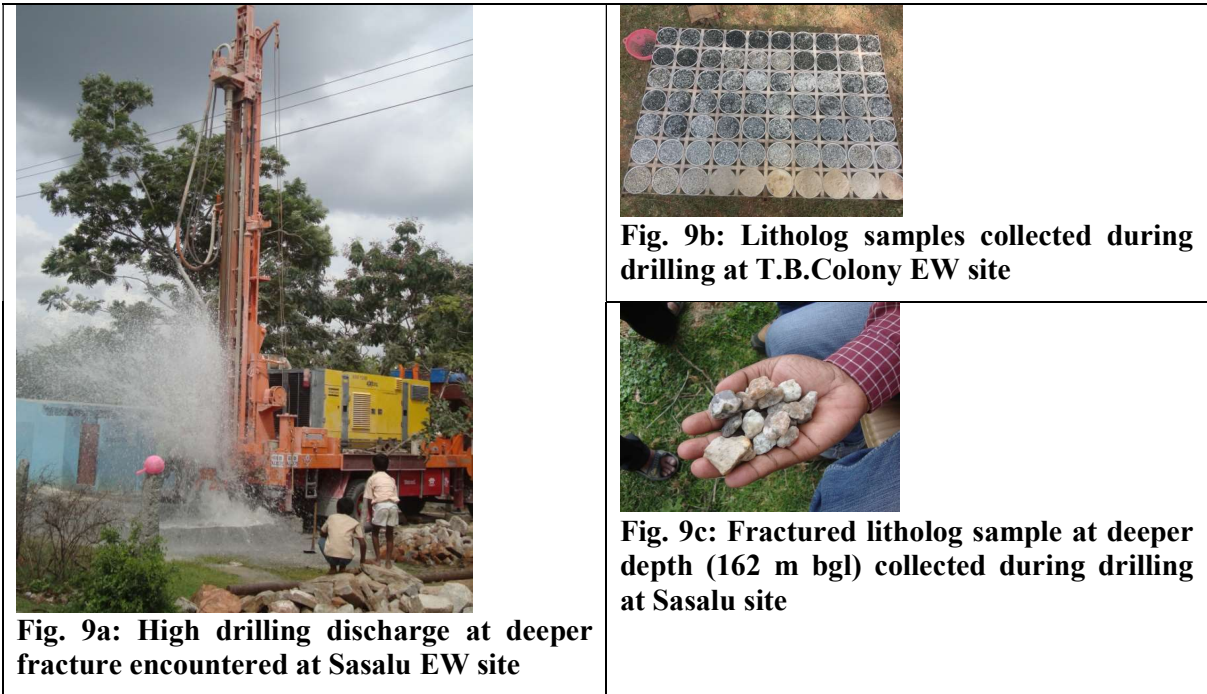 Fig. 9a: High drilling discharge at deeper
fracture encountered at Sasalu EW site
Fig. 9b: Litholog samples collected during
drilling at T.B.Colony EW site
Fig. 9c: Fractured litholog sample at deeper
depth (162 m bgl) collected during drilling
at Sasalu site